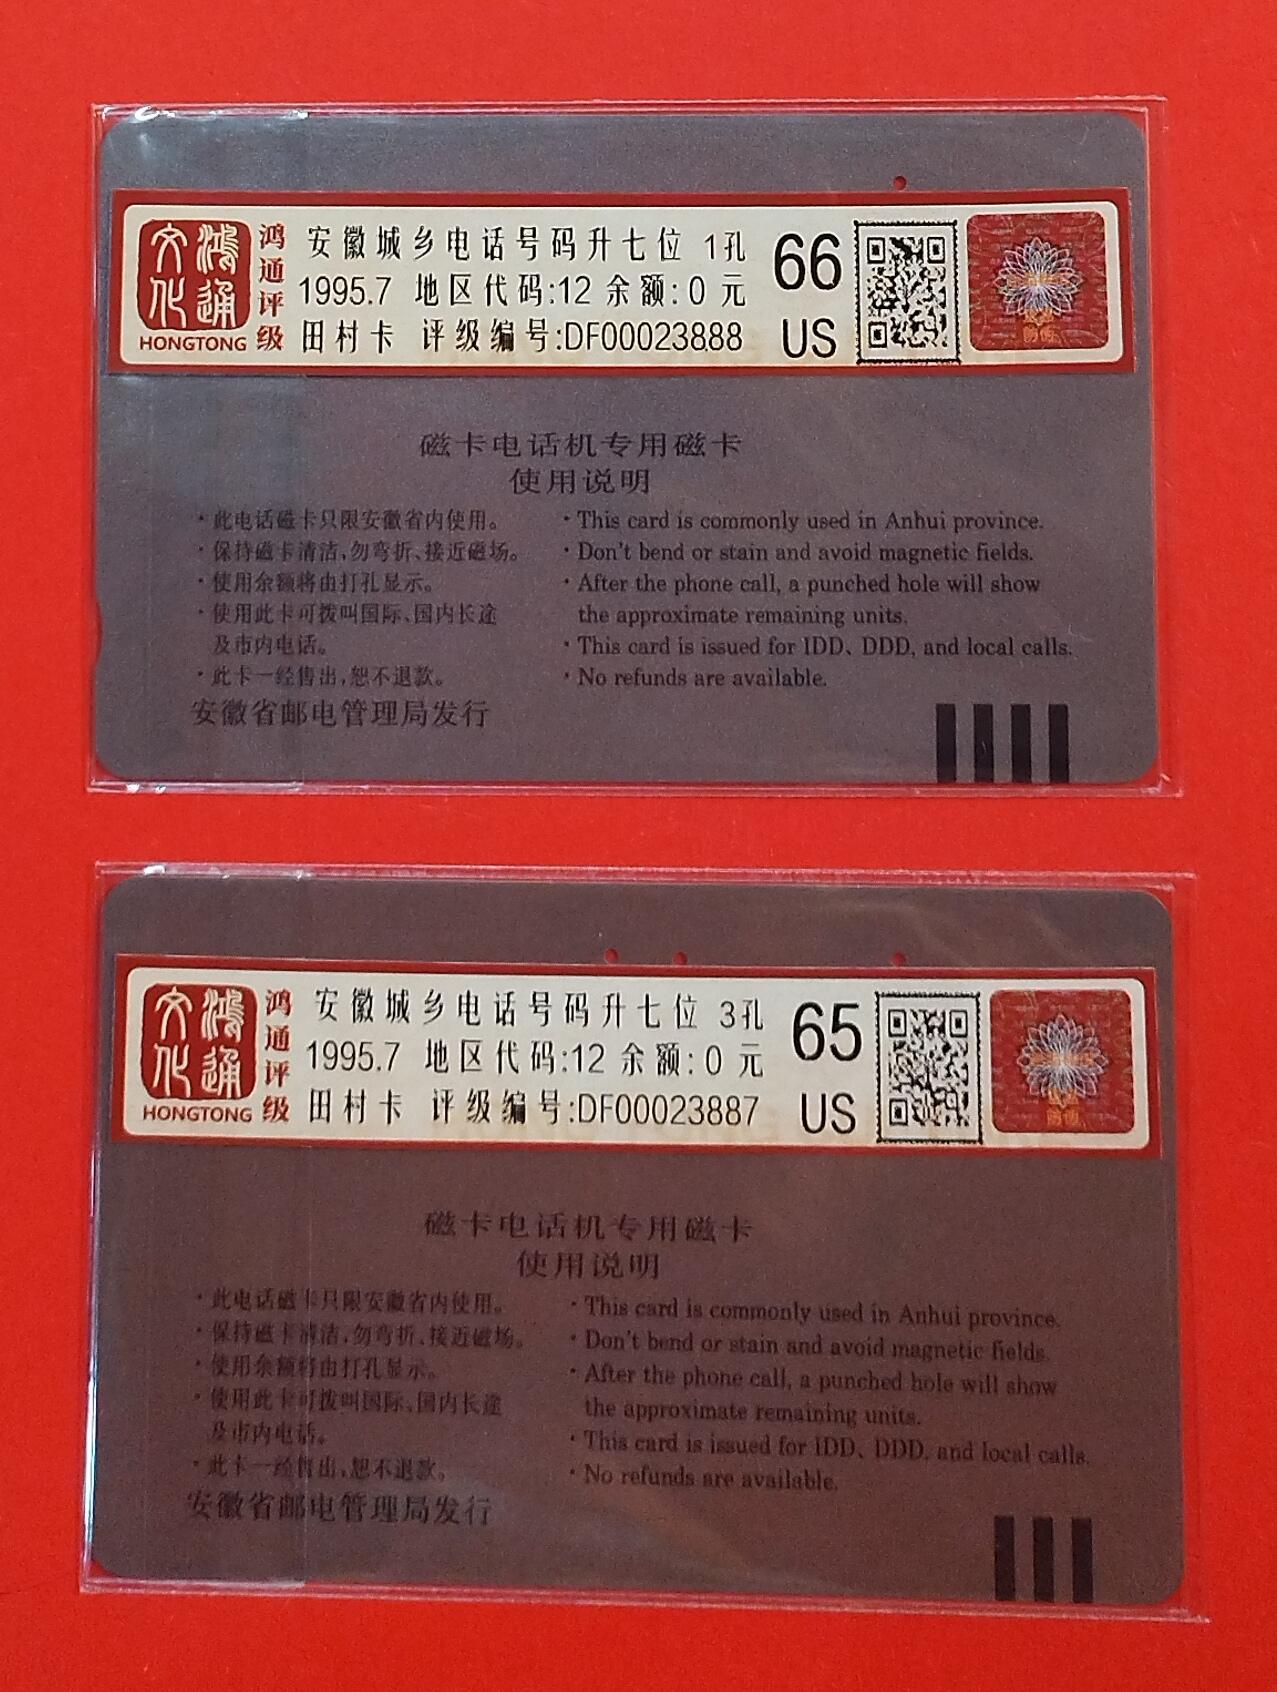 鸿通
文化
HONGTONG
鸿通评级
安徽城乡电话号码升七位 1孔
1995.7 地区代码:12 余额:0 元
田村卡 评级编号:DF00023888
66
US
磁卡电话机专用磁卡
使用说明
·此电话磁卡只限安徽省内使用。
·保持磁卡清洁,勿弯折、接近磁场。
·使用余额将由打孔显示。
·使用此卡可拨叫国际、国内长途
及市内电话。
·此卡一经售出,恕不退款。
安徽省邮电管理局发行
·This card is commonly used in Anhui province.
·Don't bend or stain and avoid magnetic fields.
·After the phone call, a punched hole will show
the approximate remaining units.
·This card is issued for IDD、DDD, and local calls.
·No refunds are available.
鸿通
文化
HONGTONG
鸿通评级
安徽城乡电话号码升七位 3孔
1995.7 地区代码:12 余额:0 元
田村卡 评级编号:DF00023887
65
US
磁卡电话机专用磁卡
使用说明
·此电话磁卡只限安徽省内使用。
·保持磁卡清洁,勿弯折、接近磁场。
·使用余额将由打孔显示。
·使用此卡可拨叫国际、国内长途
及市内电话。
·此卡一经售出,恕不退款。
安徽省邮电管理局发行
·This card is commonly used in Anhui province.
·Don't bend or stain and avoid magnetic fields.
·After the phone call, a punched hole will show
the approximate remaining units.
·This card is issued for IDD、DDD, and local calls.
·No refunds are available.